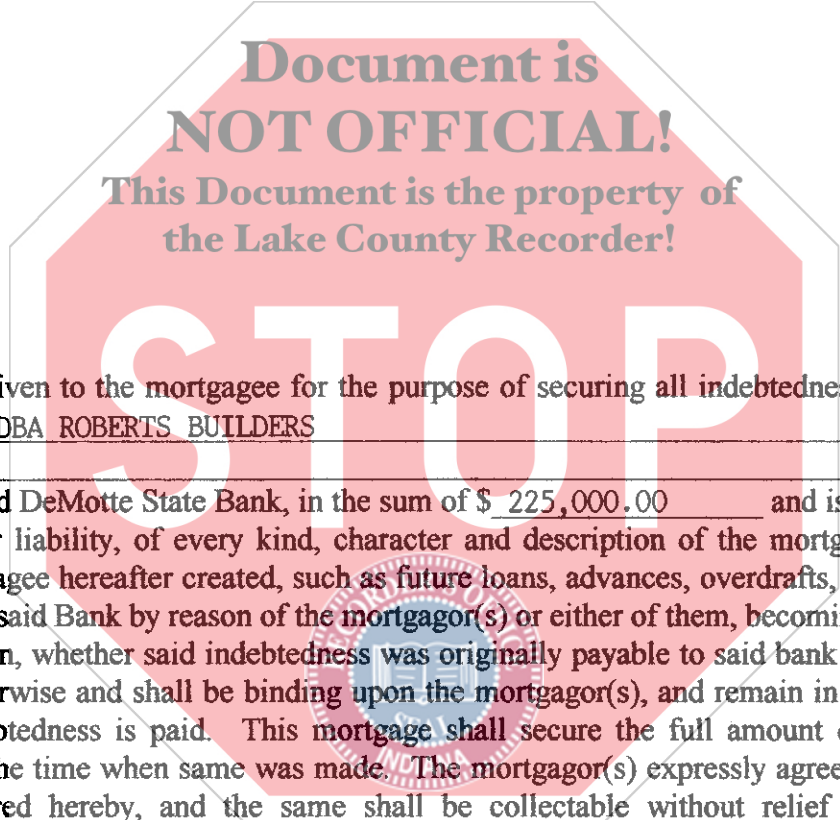 Document is
NOT OFFICIAL!
This Document is the property of
the Lake County Recorder!
STOP
iven to the mortgagee for the purpose of securing all indebtedne
DBA ROBERTS BUILDERS
d DeMotte State Bank, in the sum of $ 225,000.00 and is
r liability, of every kind, character and description of the mortg
agee hereafter created, such as future loans, advances, overdrafts,
said Bank by reason of the mortgagor(s) or either of them, becomi
n, whether said indebtedness was originally payable to said bank
rwise and shall be binding upon the mortgagor(s), and remain in
btedness is paid. This mortgage shall secure the full amount
he time when same was made. The mortgagor(s) expressly agree
red hereby, and the same shall be collectable without relief
SEAL
INDIANA